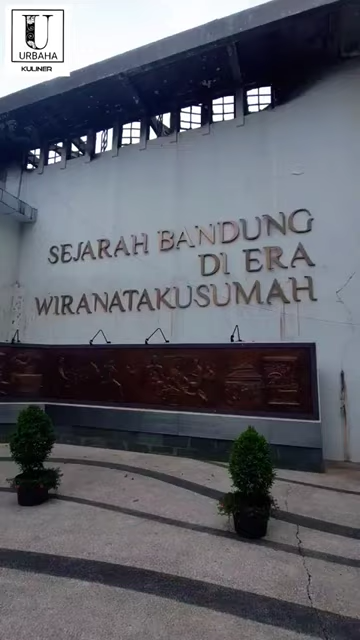 U
URBAHA
KULINER
SEJARAH BANDUNG
DI ERA
WIRANATAKUSUMAH